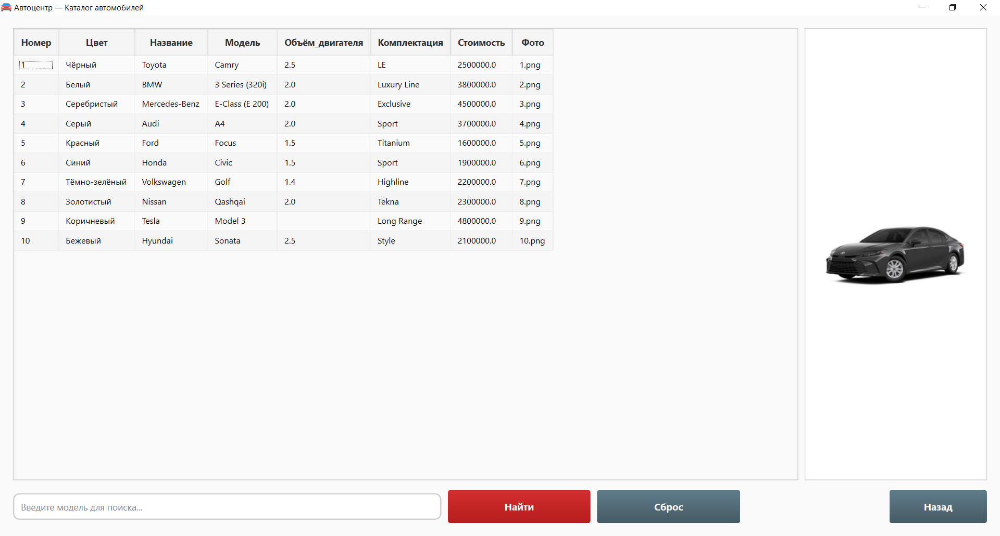 Автоцентр — Каталог автомобилей
Номер Цвет Название Модель Объём_двигателя Комплектация Стоимость Фото
1 Чёрный Toyota Camry 2.5 LE 2500000.0 1.png
2 Белый BMW 3 Series (320i) 2.0 Luxury Line 3800000.0 2.png
3 Серебристый Mercedes-Benz E-Class (E 200) 2.0 Exclusive 4500000.0 3.png
4 Серый Audi A4 2.0 Sport 3700000.0 4.png
5 Красный Ford Focus 1.5 Titanium 1600000.0 5.png
6 Синий Honda Civic 1.5 Sport 1900000.0 6.png
7 Тёмно-зелёный Volkswagen Golf 1.4 Highline 2200000.0 7.png
8 Золотистый Nissan Qashqai 2.0 Tekna 2300000.0 8.png
9 Коричневый Tesla Model 3 Long Range 4800000.0 9.png
10 Бежевый Hyundai Sonata 2.5 Style 2100000.0 10.png
Введите модель для поиска... Найти Сброс Назад